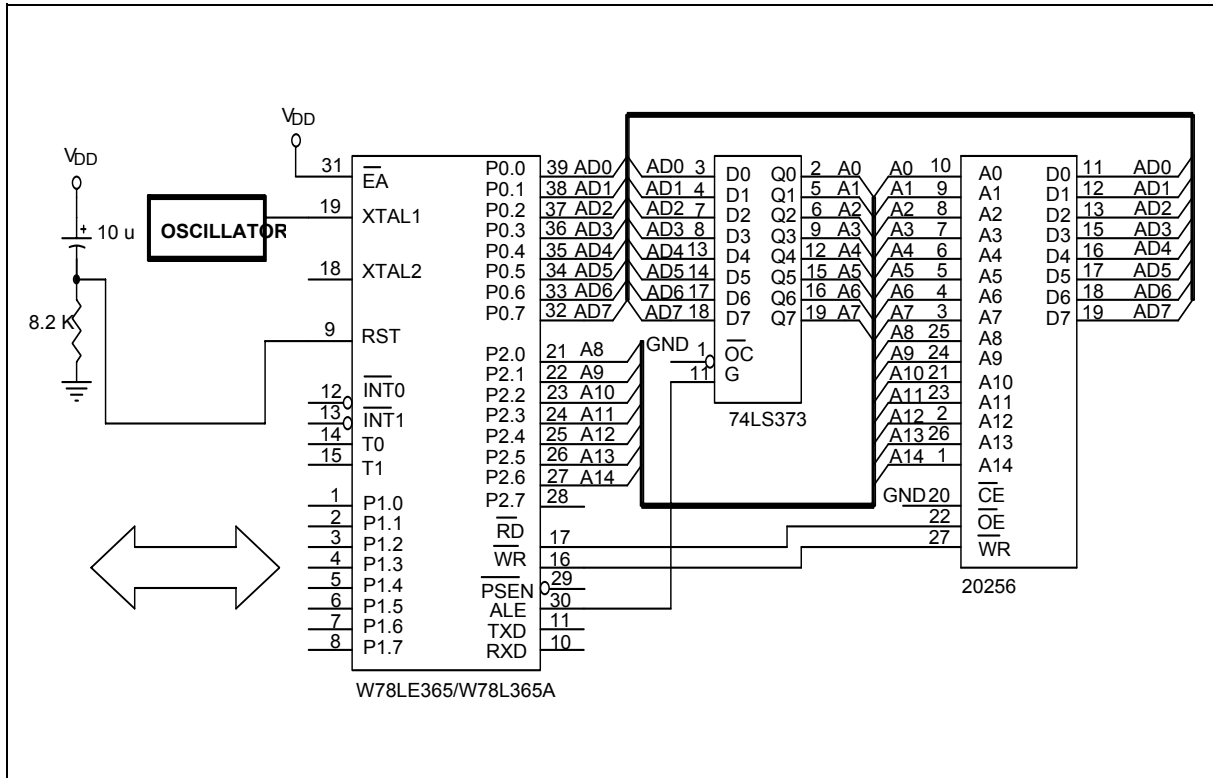 VDD
VDD
10 u
8.2 K
OSCILLATOR
31 EA
19 XTAL1
18 XTAL2
9 RST
12 INT0
13 INT1
14 T0
15 T1
1 P1.0
2 P1.1
3 P1.2
4 P1.3
5 P1.4
6 P1.5
7 P1.6
8 P1.7
P0.0 39 AD0
P0.1 38 AD1
P0.2 37 AD2
P0.3 36 AD3
P0.4 35 AD4
P0.5 34 AD5
P0.6 33 AD6
P0.7 32 AD7
P2.0 21 A8
P2.1 22 A9
P2.2 23 A10
P2.3 24 A11
P2.4 25 A12
P2.5 26 A13
P2.6 27 A14
P2.7 28
RD 17
WR 16
PSEN 29
ALE 30
TXD 11
RXD 10
W78LE365/W78L365A
AD0 3 D0 Q0 2 A0
AD1 4 D1 Q1 5 A1
AD2 7 D2 Q2 6 A2
AD3 8 D3 Q3 9 A3
AD4 13 D4 Q4 12 A4
AD5 14 D5 Q5 15 A5
AD6 17 D6 Q6 16 A6
AD7 18 D7 Q7 19 A7
GND 1 OC
11 G
74LS373
A0 10 A0 D0 11 AD0
A1 9 A1 D1 12 AD1
A2 8 A2 D2 13 AD2
A3 7 A3 D3 15 AD3
A4 6 A4 D4 16 AD4
A5 5 A5 D5 17 AD5
A6 4 A6 D6 18 AD6
A7 3 A7 D7 19 AD7
A8 25 A8
A9 24 A9
A10 21 A10
A11 23 A11
A12 2 A12
A13 26 A13
A14 1 A14
GND 20 CE
22 OE
27 WR
20256